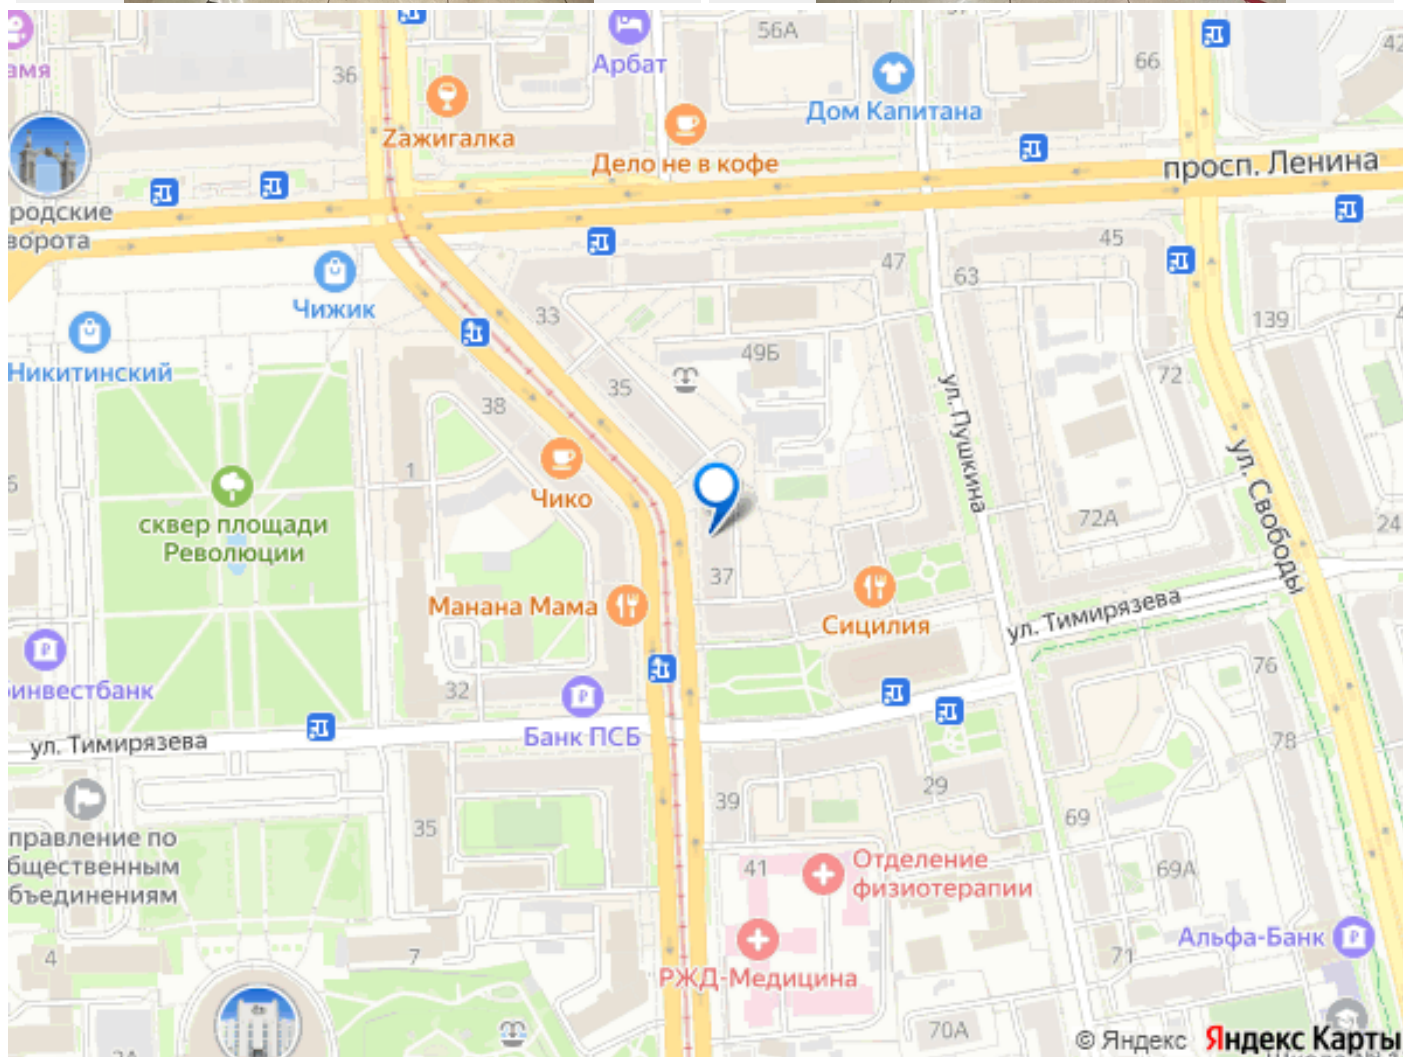 56А
66
42
амя
36
Арбат
Дом Капитана
Zажигалка
Дело не в кофе
просп. Ленина
родские
ворота
47
45
63
Чижик
33
139
Никитинский
49Б
72
35
38
ул. Пушкина
1
5
Чико
сквер площади
Революции
72А
24
ул. Свободы
37
Манана Мама
Сицилия
ул. Тимирязева
инвестбанк
32
76
Банк ПСБ
ул. Тимирязева
78
29
39
69
35
правление по
бщественным
бъединениям
41
Отделение
физиотерапии
69А
4
7
РЖД-Медицина
71
Альфа-Банк
70А
© Яндекс
Яндекс Карты